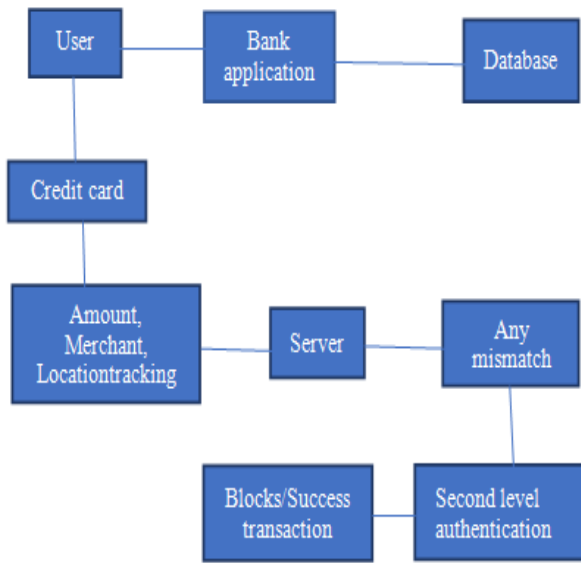 User
Bank
application
Database
Credit card
Amount,
Merchant,
Locationtracking
Server
Any
mismatch
Blocks/Success
transaction
Second level
authentication